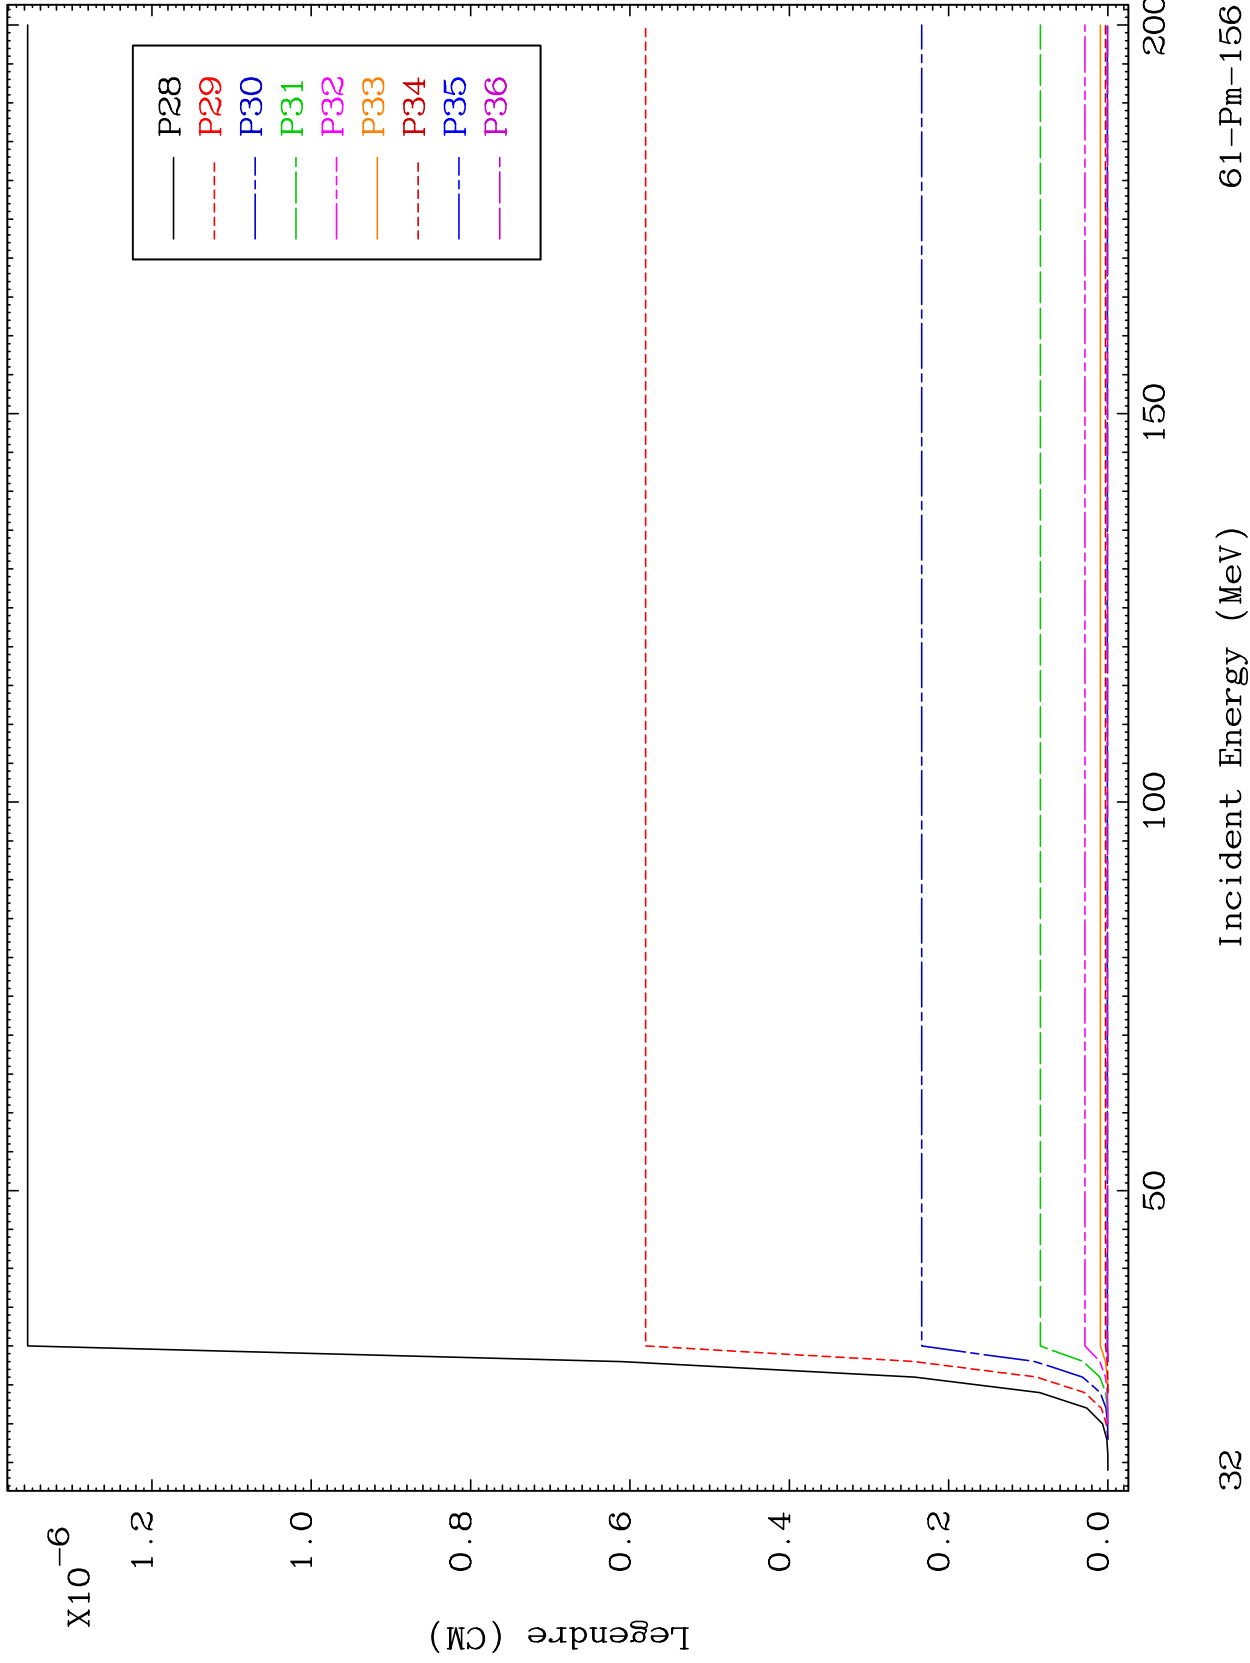 X10-6
1.2
1.0
0.8
0.6
0.4
0.2
0.0
Legendre (CM)
P28
P29
P30
P31
P32
P33
P34
P35
P36
50
100
150
200
Incident Energy (MeV)
32
61-Pm-156